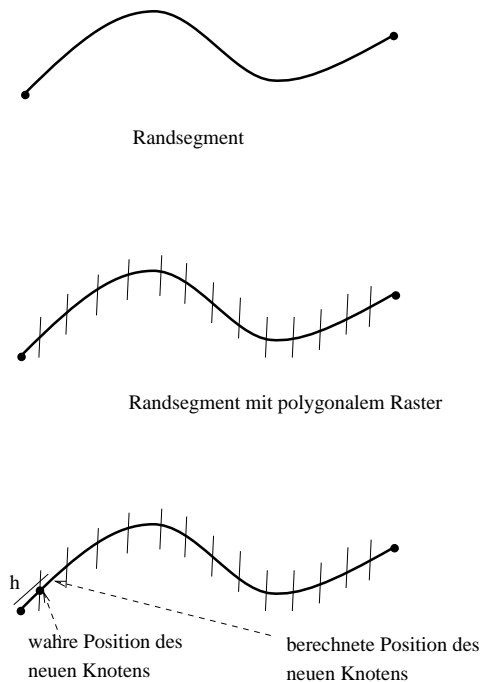 Randsegment
Randsegment mit polygonalem Raster
h
wahre Position des
neuen Knotens
berechnete Position des
neuen Knotens